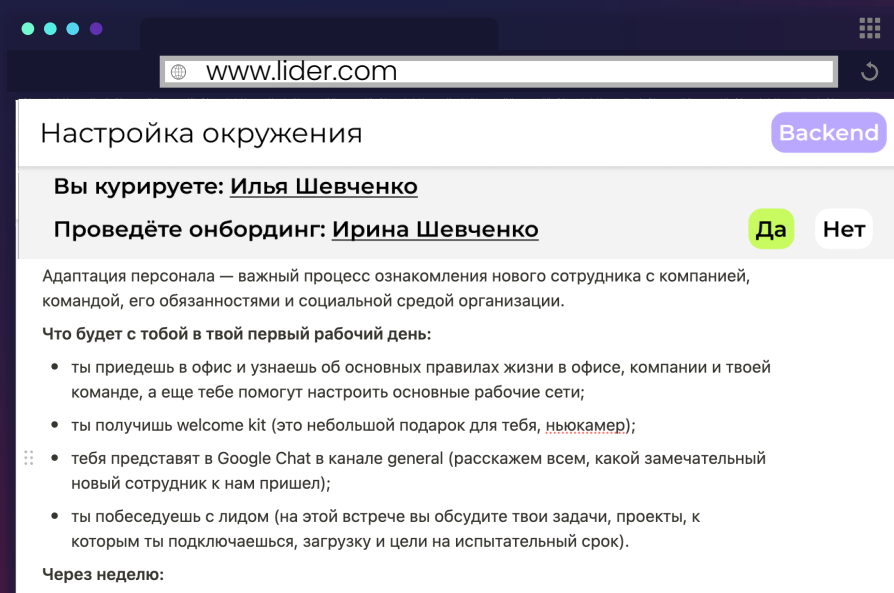 www.lider.com
Настройка окружения
Backend
Вы курируете: Илья Шевченко
Проведёте онбординг: Ирина Шевченко
Да
Нет
Адаптация персонала — важный процесс ознакомления нового сотрудника с компанией,
командой, его обязанностями и социальной средой организации.
Что будет с тобой в твой первый рабочий день:
• ты приедешь в офис и узнаешь об основных правилах жизни в офисе, компании и твоей
команде, а еще тебе помогут настроить основные рабочие сети;
• ты получишь welcome kit (это небольшой подарок для тебя, ньюкамер);
• тебя представят в Google Chat в канале general (расскажем всем, какой замечательный
новый сотрудник к нам пришел);
• ты побеседуешь с лидом (на этой встрече вы обсудите твои задачи, проекты, к
которым ты подключаешься, загрузку и цели на испытательный срок).
Через неделю: